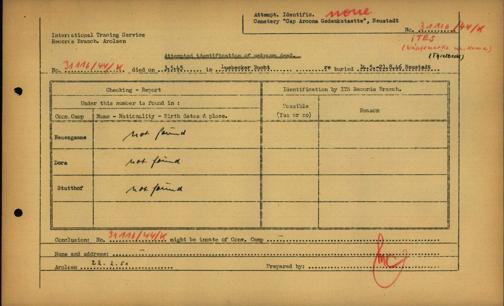 Attempt. Identific. none
Cemetery "Cap Arcona Gedenkstaette", Neustadt
No. 31116/44/K
ITRS
International Tracing Service
Records Branch, Arolsen
Attempted identification of unknown dead.
No. 31116/44/K died on 3.5.45 in Luebecker Bucht re buried Neustadt
Checking - Report
Identification by ITS Records Branch.
Under this number is found in :
Possible
(Yes or no)
Reason
Conc. Camp
Name - Nationality - Birth dates & place.
Neuengamme
not found
Dora
not found
Stutthof
not found
Conclusion: No. 31116/44/K might be inmate of Conc. Camp -
Name and address: -
Arolsen
Prepared by: